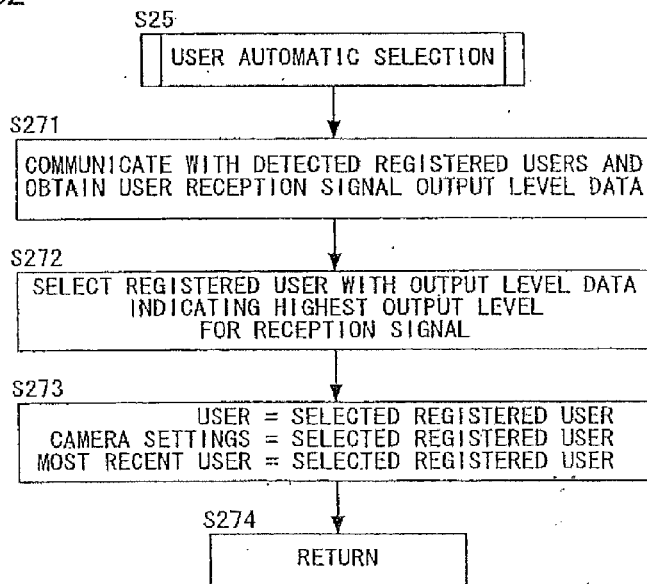 S25
USER AUTOMATIC SELECTION
S271
COMMUNICATE WITH DETECTED REGISTERED USERS AND
OBTAIN USER RECEPTION SIGNAL OUTPUT LEVEL DATA
S272
SELECT REGISTERED USER WITH OUTPUT LEVEL DATA
INDICATING HIGHEST OUTPUT LEVEL
FOR RECEPTION SIGNAL
S273
USER = SELECTED REGISTERED USER
CAMERA SETTINGS = SELECTED REGISTERED USER
MOST RECENT USER = SELECTED REGISTERED USER
S274
RETURN